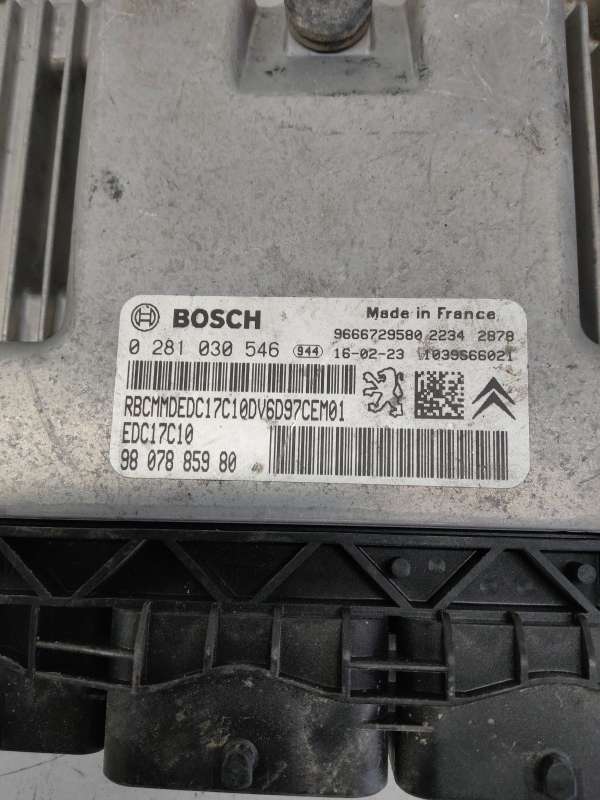 BOSCH
Made in France
9666729580 2234 2878
0 281 030 546 944 16-02-23 1039S66021
RBCMMDEDC17C10DV6D97CEM01
EDC17C10
98 078 859 80